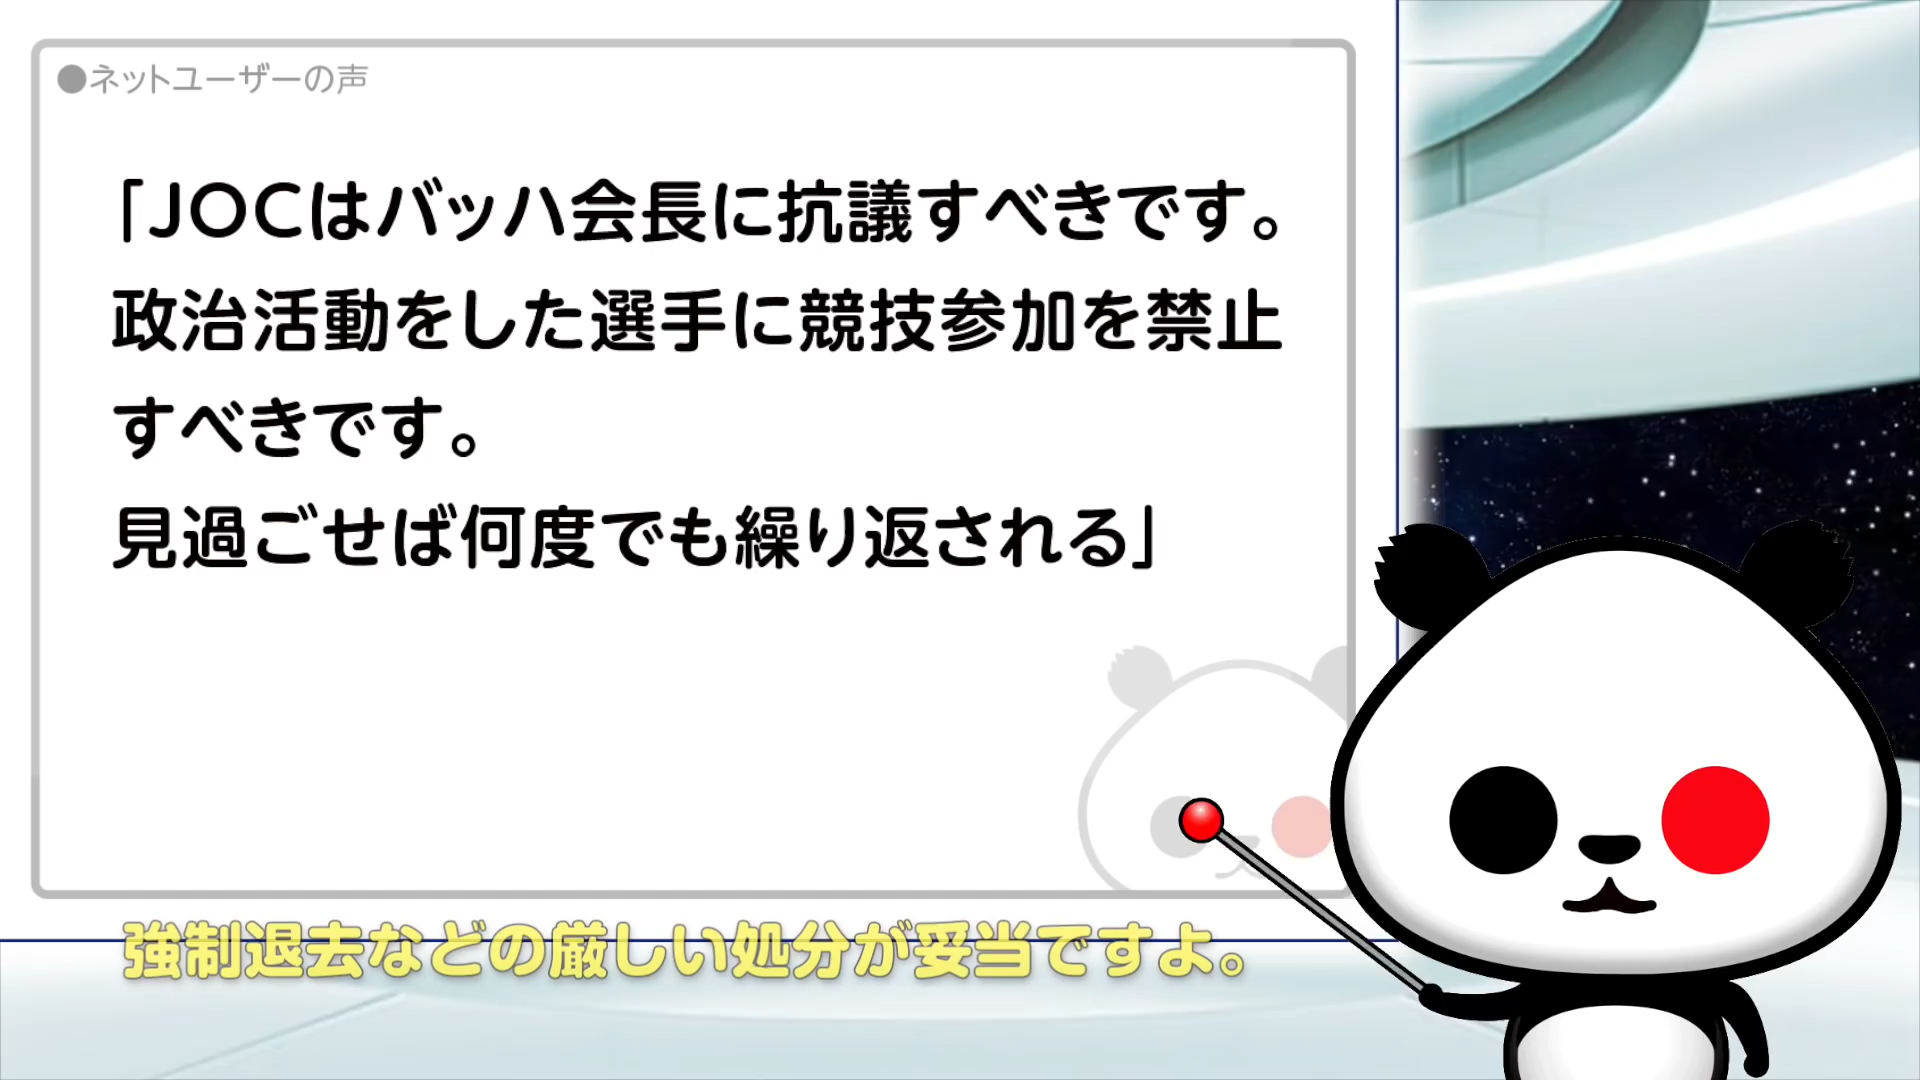 ●ネットユーザーの声
「JOCはバッハ会長に抗議すべきです。
政治活動をした選手に競技参加を禁止
すべきです。
見過ごせば何度でも繰り返される」
強制退去などの厳しい処分が妥当ですよ。